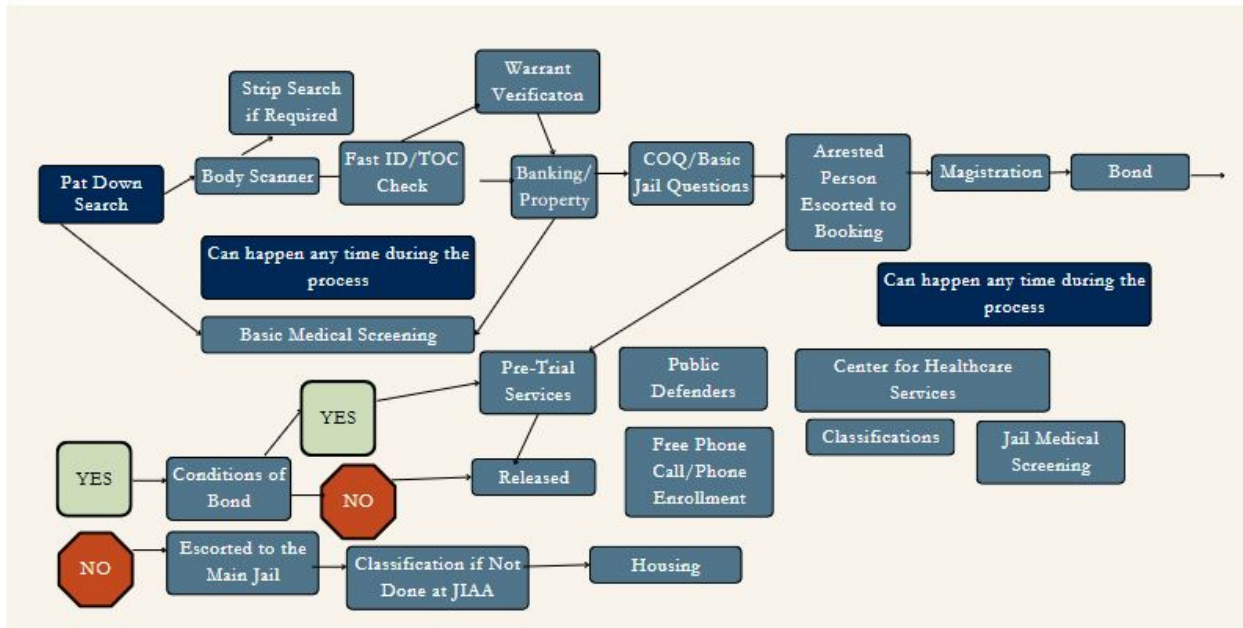 Warrant
Verificaton
Strip Search
if Required
Arrested
Person
Escorted to
Booking
Pat Down
Search
Body Scanner
Fast ID/TOC
Check
Banking/
Property
COQ/Basic
Jail Questions
Magistration
Bond
Can happen any time during the
process
Can happen any time during the
process
Basic Medical Screening
Pre-Trial
Services
Public
Defenders
Center for Healthcare
Services
YES
Classifications
Jail Medical
Screening
Free Phone
Call/Phone
Enrollment
YES
Conditions of
Bond
NO
Released
NO
Escorted to the
Main Jail
Classification if Not
Done at JIAA
Housing